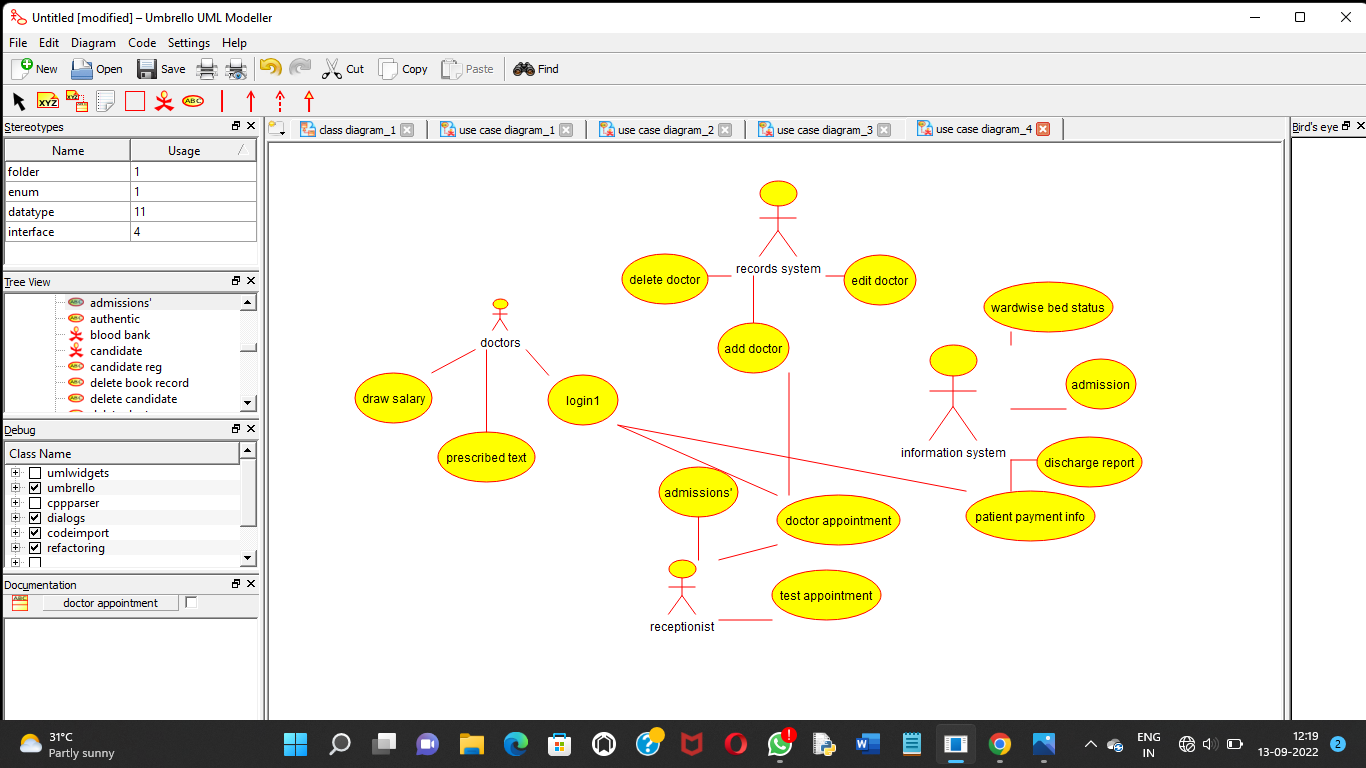 Untitled [modified] – Umbrello UML Modeller
File Edit Diagram Code Settings Help
New Open Save Cut Copy Paste Find
XYZ XYZ ABC
Stereotypes
Name Usage
folder 1
enum 1
datatype 11
interface 4
Tree View
admissions'
authentic
blood bank
candidate
candidate reg
delete book record
delete candidate
Debug
Class Name
umlwidgets
umbrello
cppparser
dialogs
codeimport
refactoring
Documentation
doctor appointment
class diagram_1 use case diagram_1 use case diagram_2 use case diagram_3 use case diagram_4
Bird's eye
records system
delete doctor
edit doctor
add doctor
doctors
draw salary
login1
prescribed text
wardwise bed status
admission
information system
discharge report
patient payment info
admissions'
doctor appointment
test appointment
receptionist
31°C
Partly sunny
ENG
IN
12:19
13-09-2022
2